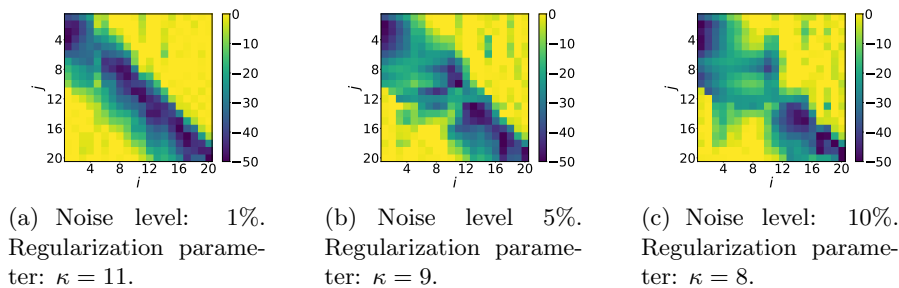 0
4
−10
8
−20
j
−30
12
16
−40
20
−50
4 8 12 16 20
i
0
4
−10
8
−20
j
−30
12
16
−40
20
−50
4 8 12 16 20
i
0
4
−10
8
−20
j
−30
12
16
−40
20
−50
4 8 12 16 20
i
(a) Noise level: 1%.
Regularization parame-
ter: κ = 11.
(b) Noise level 5%.
Regularization parame-
ter: κ = 9.
(c) Noise level: 10%.
Regularization parame-
ter: κ = 8.